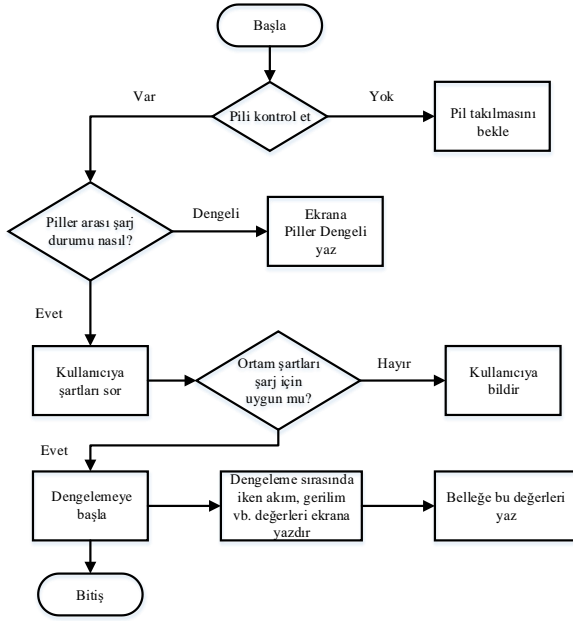 Başla
Var
Yok
Pili kontrol et
Pil takılmasını
bekle
Piller arası şarj
durumu nasıl?
Dengeli
Ekrana
Piller Dengeli
yaz
Evet
Kullanıcıya
şartları sor
Ortam şartları
şarj için
uygun mu?
Hayır
Kullanıcıya
bildir
Evet
Dengelemeye
başla
Dengeleme sırasında
iken akım, gerilim
vb. değerleri ekrana
yazdır
Belleğe bu değerleri
yaz
Bitiş